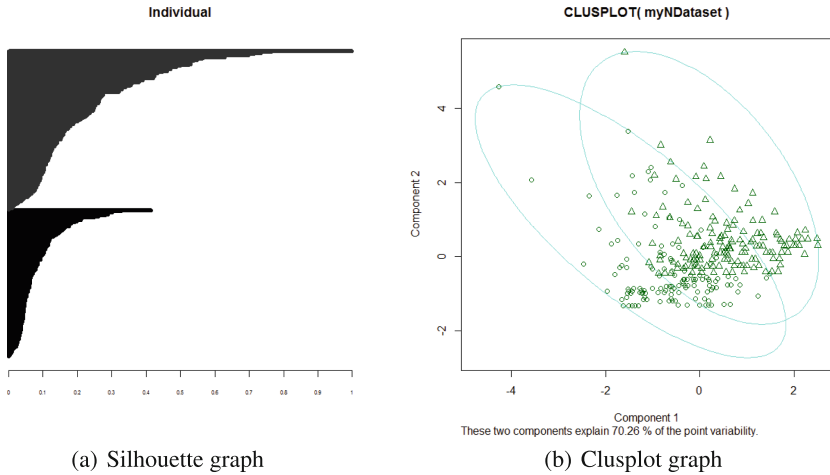 Individual
0 0.1 0.2 0.3 0.4 0.5 0.6 0.7 0.8 0.9 1
(a) Silhouette graph
CLUSPLOT( myNDataset )
Component 2
4
2
0
-2
-4 -2 0 2
Component 1
These two components explain 70.26 % of the point variability.
(b) Clusplot graph